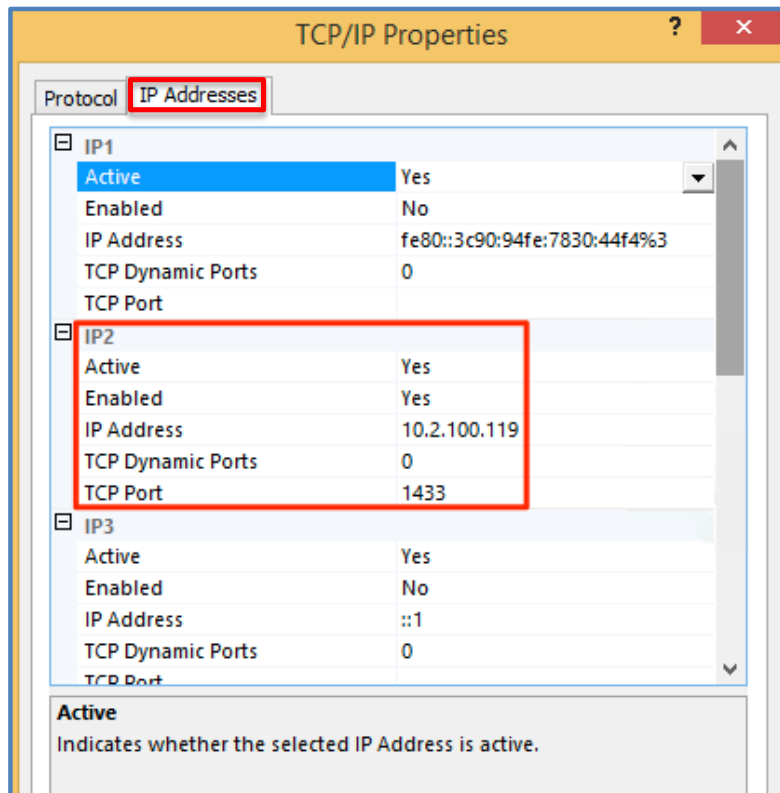 TCP/IP Properties ? ×
Protocol IP Addresses
IP1
Active Yes
Enabled No
IP Address fe80::3c90:94fe:7830:44f4%3
TCP Dynamic Ports 0
TCP Port
IP2
Active Yes
Enabled Yes
IP Address 10.2.100.119
TCP Dynamic Ports 0
TCP Port 1433
IP3
Active Yes
Enabled No
IP Address ::1
TCP Dynamic Ports 0
TCP Port
Active
Indicates whether the selected IP Address is active.